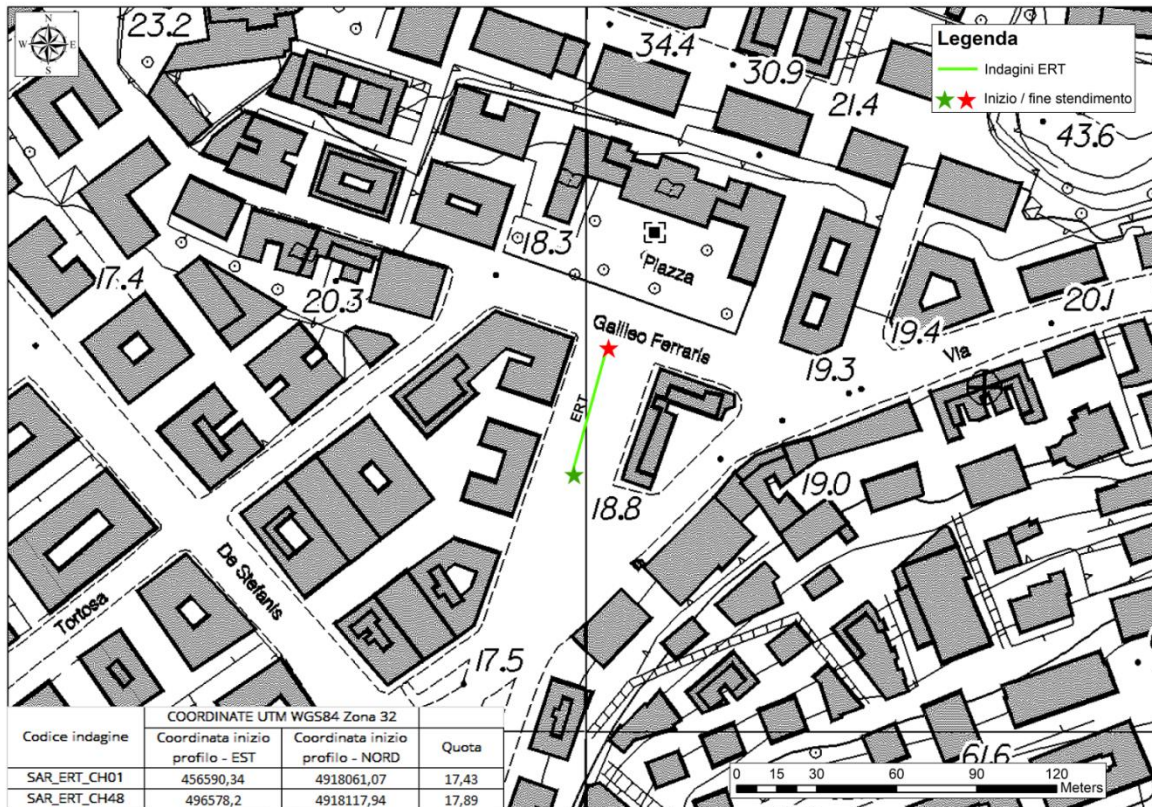 23.2
34.4
30.9
21.4
43.6
N
W E
S
Legenda
Indagini ERT
Inizio / fine stendimento
18.3
Piazza
17.4
20.3
Galileo Ferraris
19.4
20.1
Via
19.3
ERT
18.8
19.0
De Stefanis
Tortosa
17.5
61.6
COORDINATE UTM WGS84 Zona 32
Codice indagine
Coordinata inizio profilo - EST
Coordinata inizio profilo - NORD
Quota
SAR_ERT_CH01 456590,34 4918061,07 17,43
SAR_ERT_CH48 496578,2 4918117,94 17,89
0 15 30 60 90 120
Meters